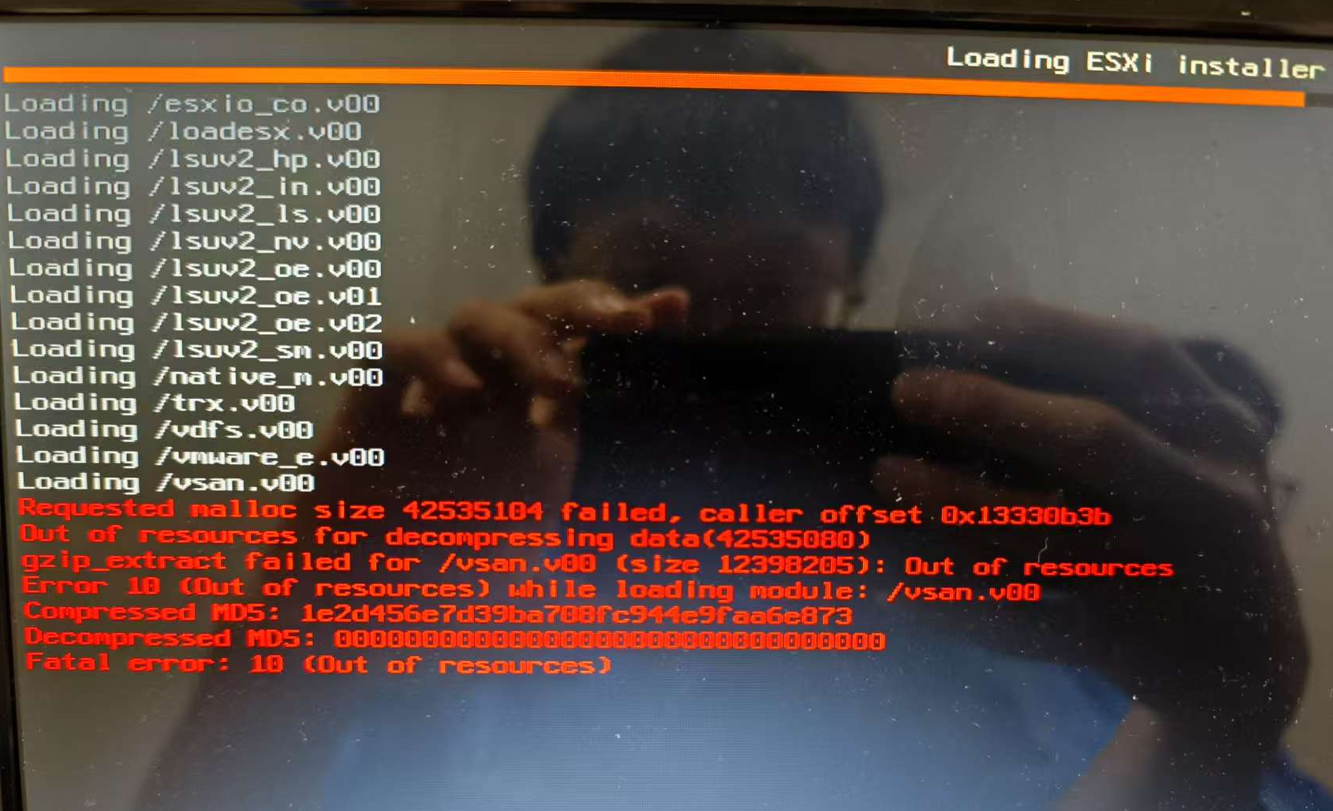 Loading ESXi installer
Loading /esxio_co.v00
Loading /loadesx.v00
Loading /lsuv2_hp.v00
Loading /lsuv2_in.v00
Loading /lsuv2_ls.v00
Loading /lsuv2_nv.v00
Loading /lsuv2_oe.v00
Loading /lsuv2_oe.v01
Loading /lsuv2_oe.v02
Loading /lsuv2_sm.v00
Loading /native_m.v00
Loading /trx.v00
Loading /vdfs.v00
Loading /vmware_e.v00
Loading /vsan.v00
Requested malloc size 42535104 failed, caller offset 0x13330b3b
Out of resources for decompressing data(42535080)
gzip_extract failed for /vsan.v00 (size 12398205): Out of resources
Error 10 (Out of resources) while loading module: /vsan.v00
Compressed MD5: 1e2d456e7d39ba708fc944e9faa6e873
Decompressed MD5: 00000000000000000000000000000000
Fatal error: 10 (Out of resources)